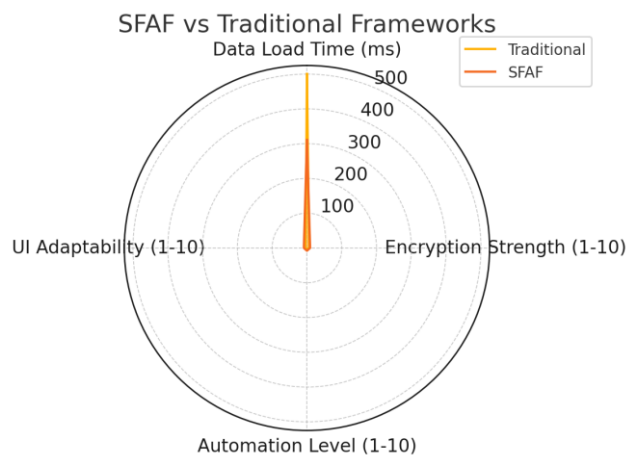 SFAF vs Traditional Frameworks
Data Load Time (ms)
Traditional
SFAF
500
400
300
200
100
UI Adaptability (1-10)
Encryption Strength (1-10)
Automation Level (1-10)